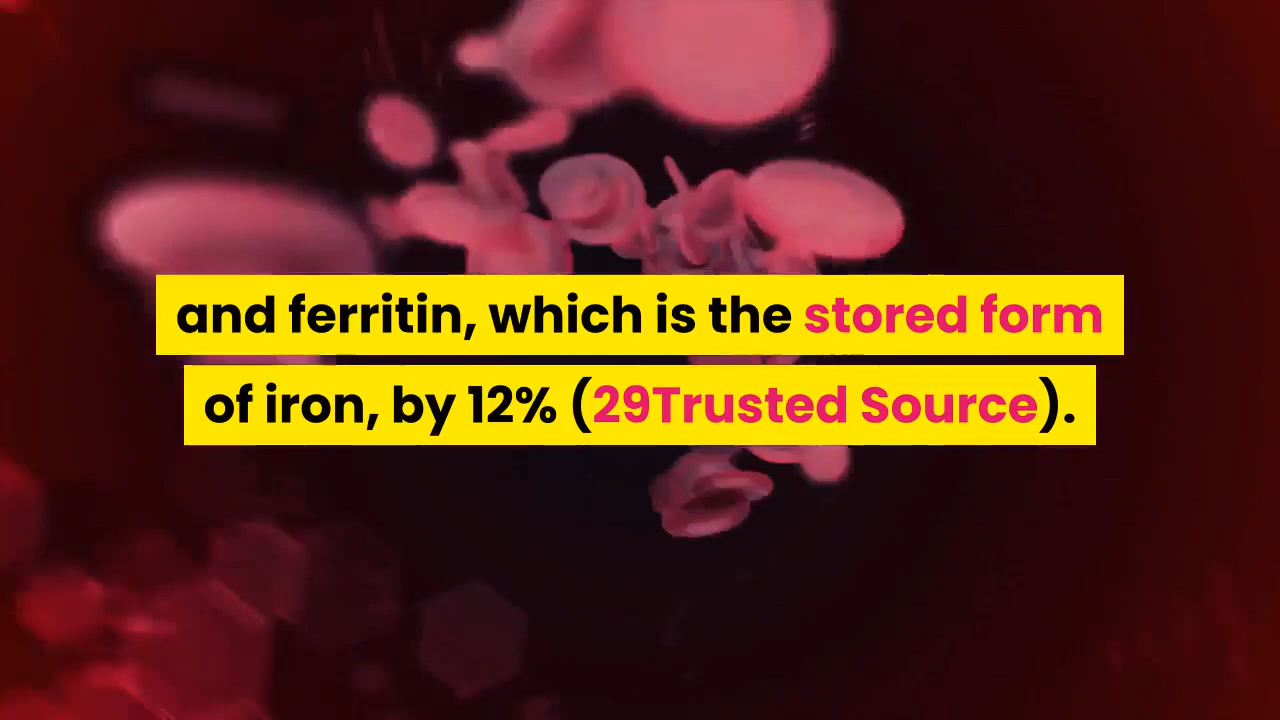 and ferritin, which is the stored form
of iron, by 12% (29Trusted Source).